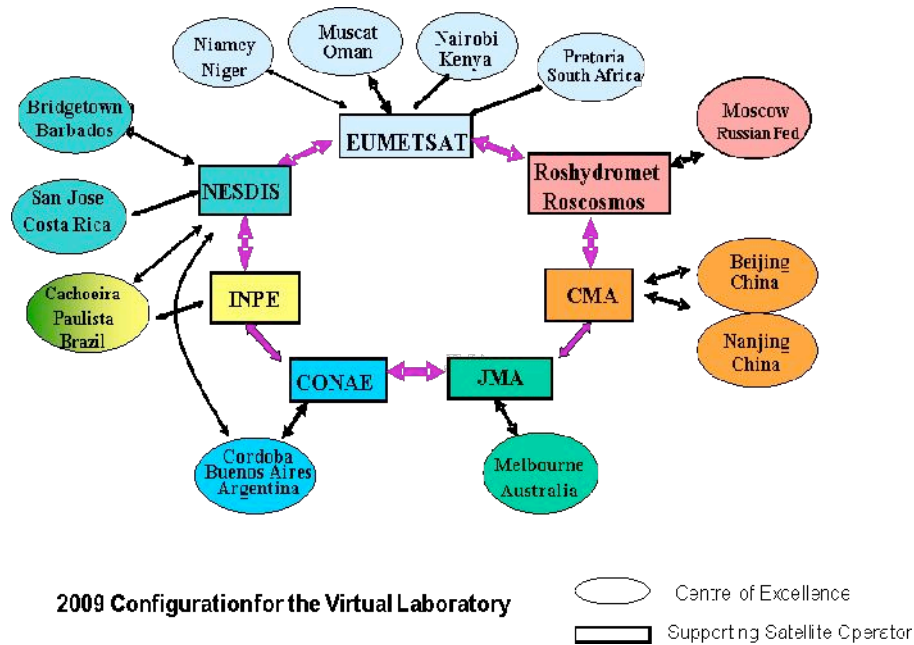 Niamey
Niger
Muscat
Oman
Nairobi
Kenya
Pretoria
South Africa
Bridgetown
Barbados
EUMETSAT
Moscow
Russian Fed
San Jose
Costa Rica
NESDIS
Roshydromet
Roscosmos
Cachoeira
Paulista
Brazil
INPE
CMA
Beijing
China
Nanjing
China
CONAE
JMA
Cordoba
Buenos Aires
Argentina
Melbourne
Australia
2009 Configurationfor the Virtual Laboratory
Centre of Excellence
Supporting Satellite Operator